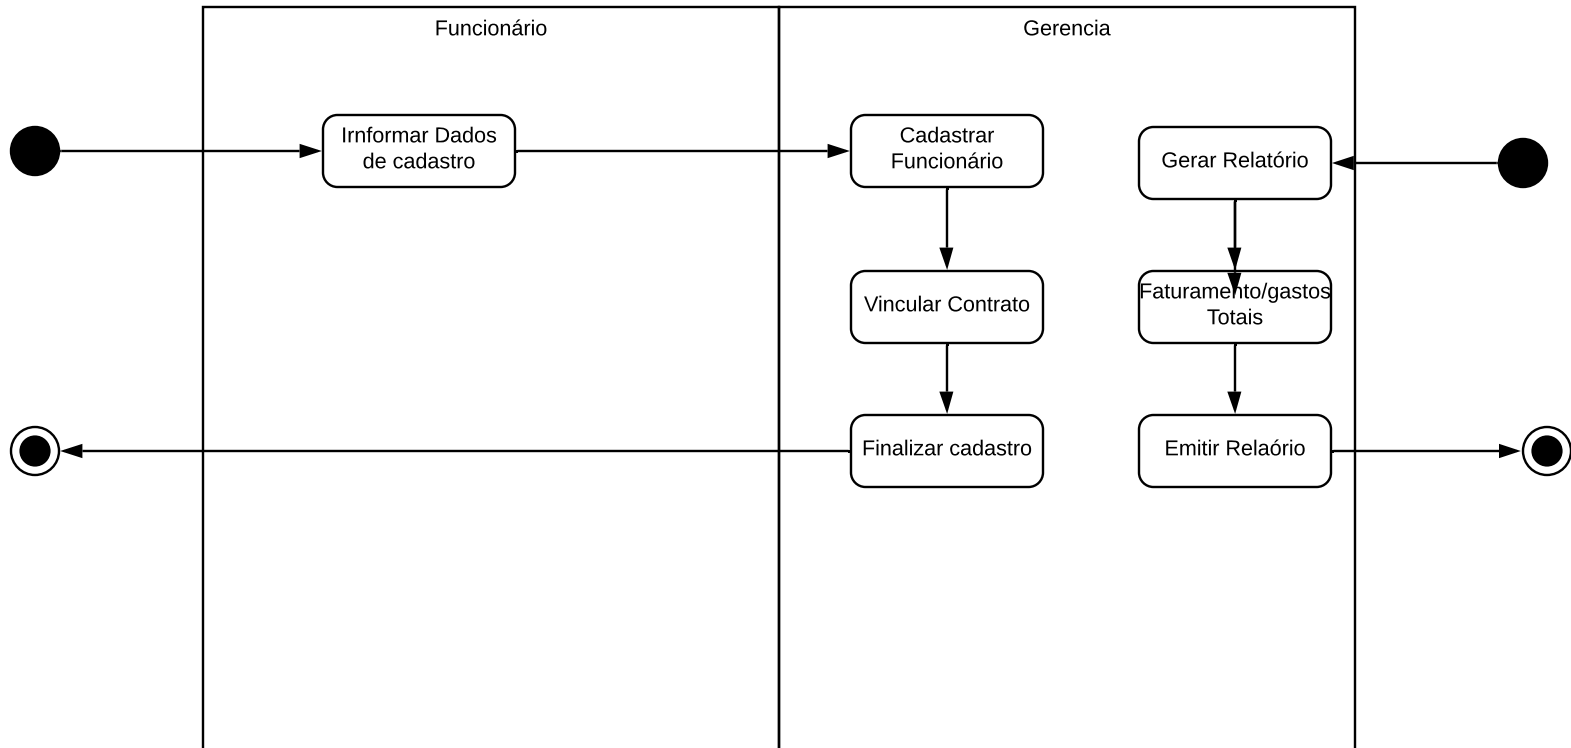 Funcionário
Gerencia
Irnformar Dados
de cadastro
Cadastrar
Funcionário
Gerar Relatório
Vincular Contrato
Faturamento/gastos
Totais
Finalizar cadastro
Emitir Relaório